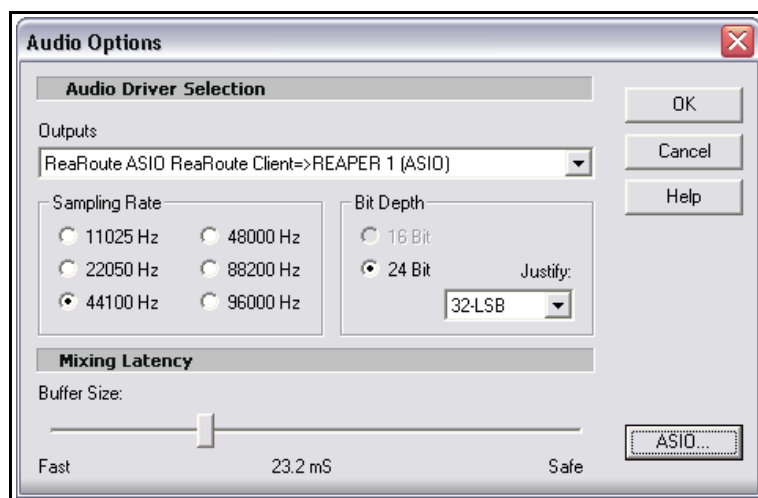 Audio Options
Audio Driver Selection
OK
Outputs
Cancel
ReaRoute ASIO ReaRoute Client=>REAPER 1 (ASIO)
Help
Sampling Rate
Bit Depth
11025 Hz
48000 Hz
16 Bit
22050 Hz
88200 Hz
24 Bit
Justify:
44100 Hz
96000 Hz
32-LSB
Mixing Latency
Buffer Size:
ASIO...
Fast
23.2 mS
Safe